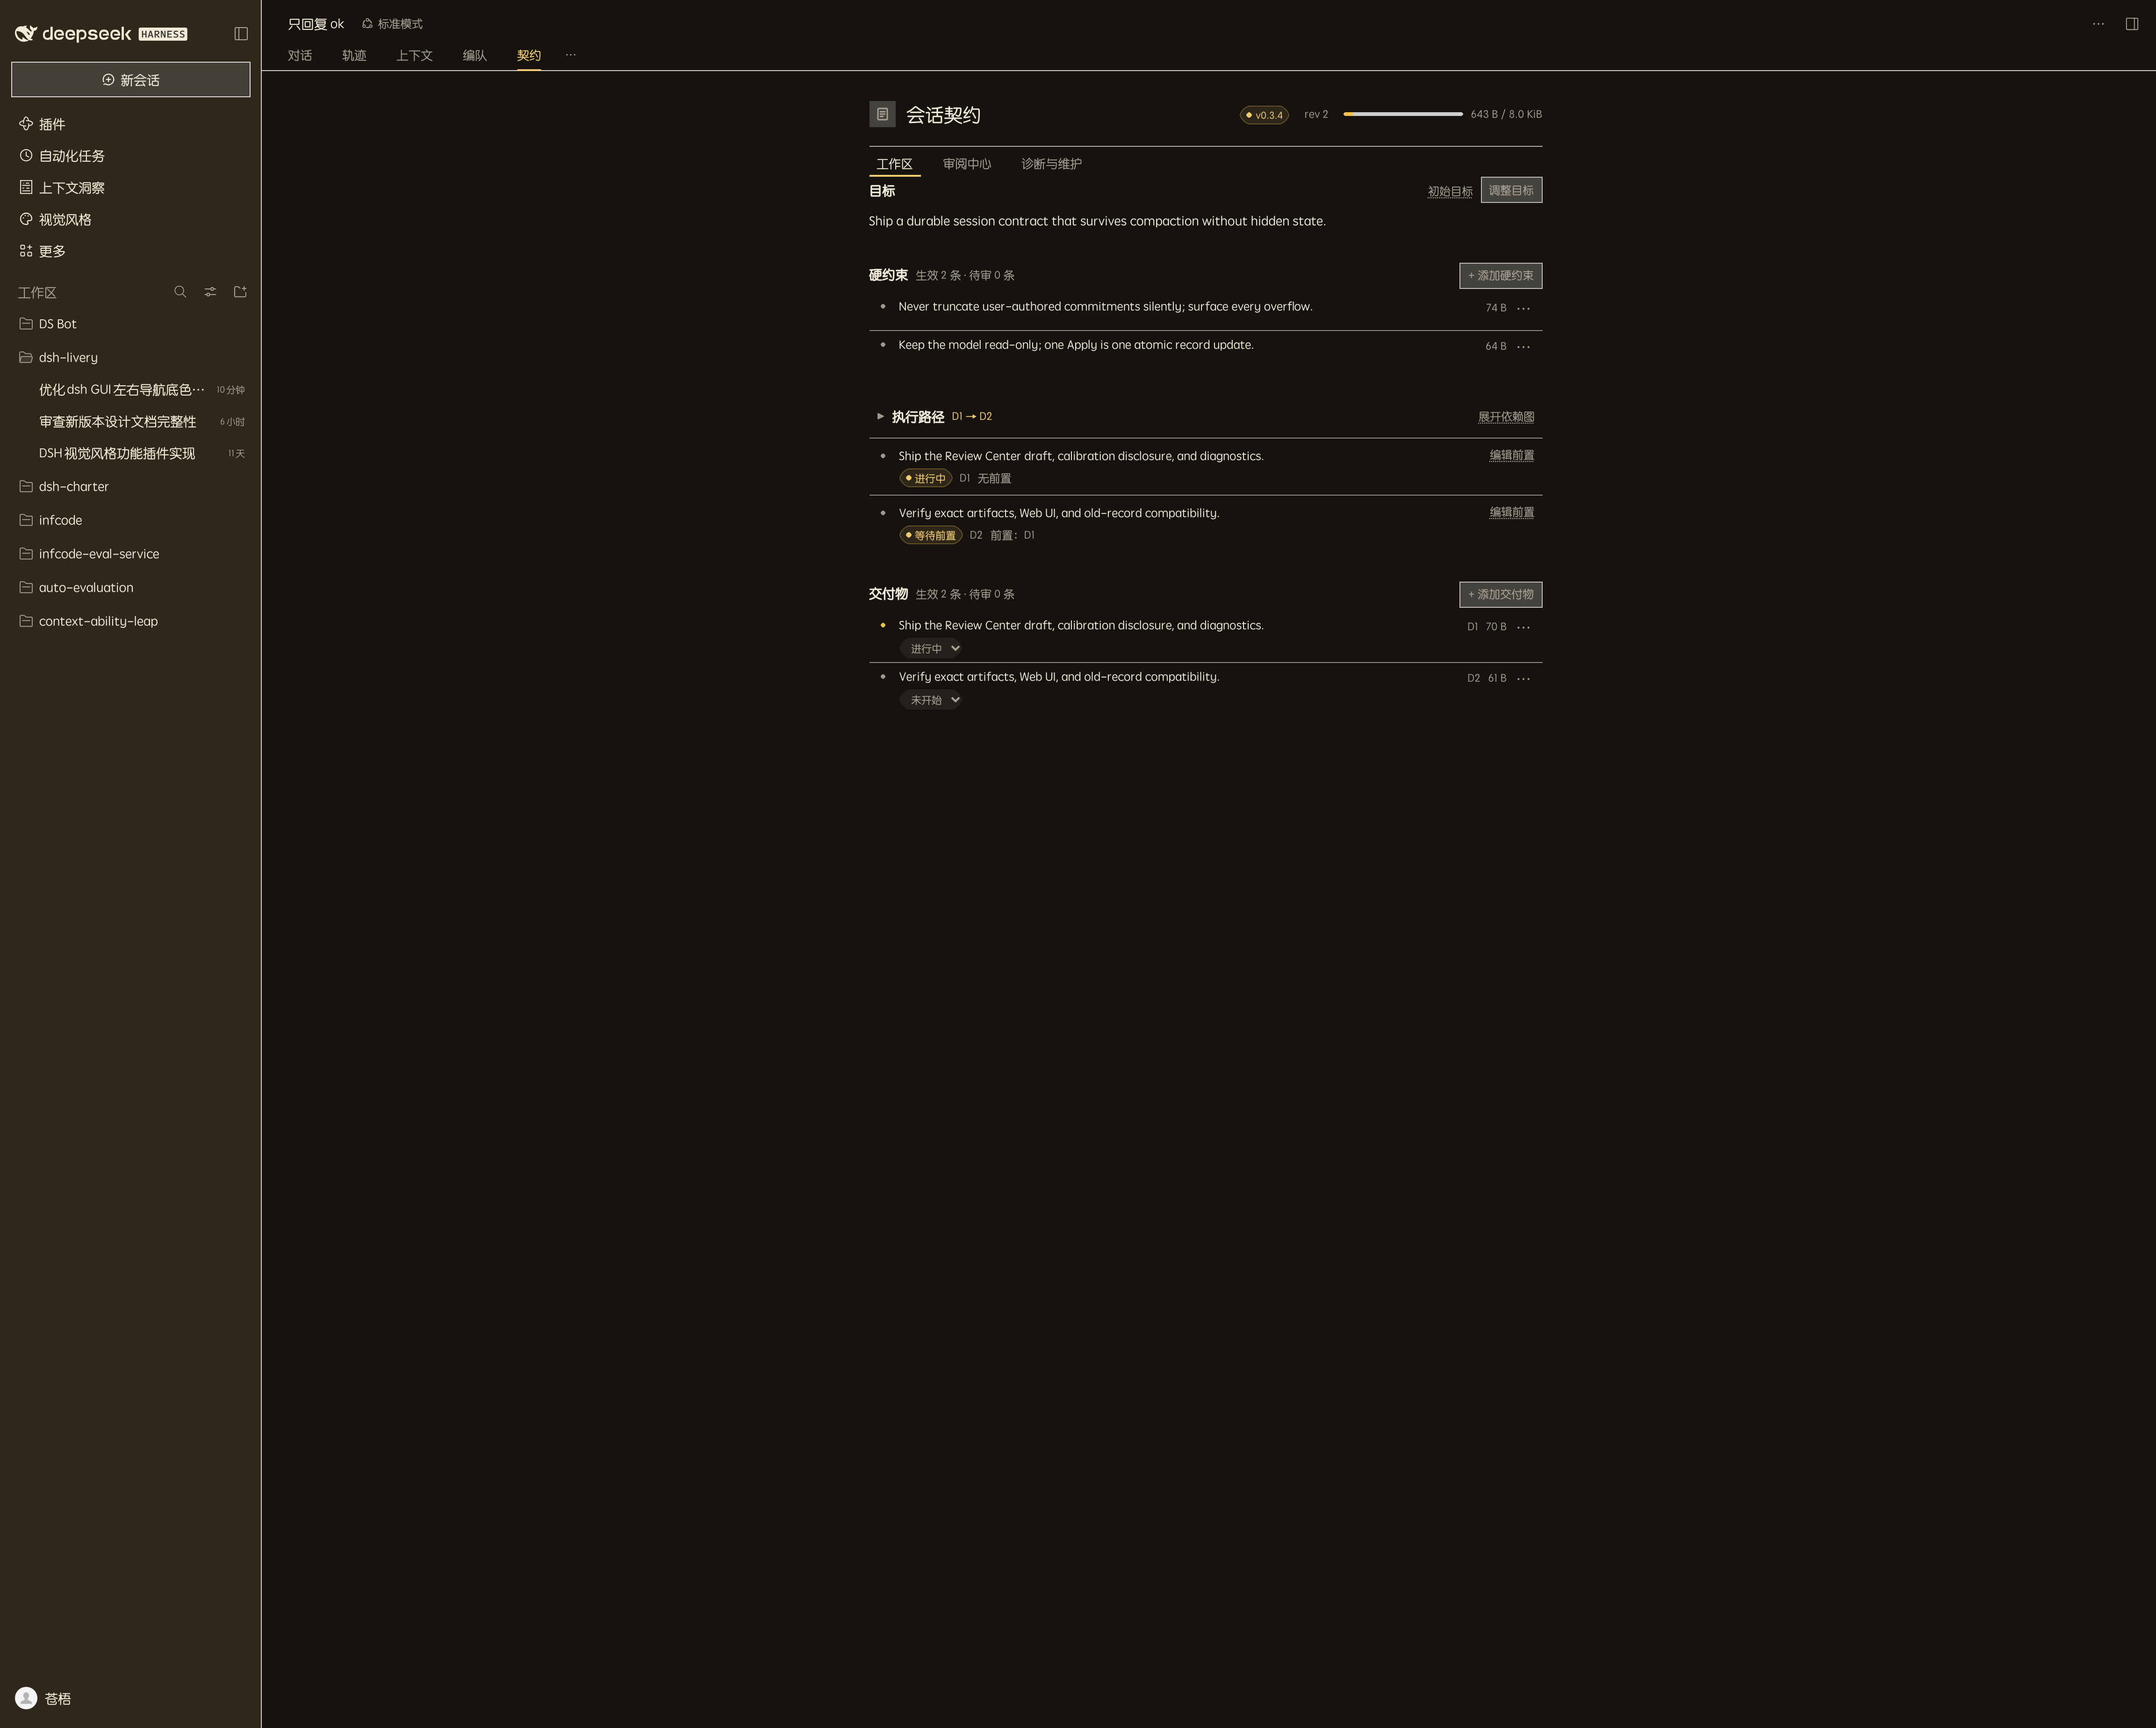 deepseek HARNESS
新会话
插件
自动化任务
上下文洞察
视觉风格
更多
工作区
DS Bot
dsh-livery
优化 dsh GUI 左右导航底色… 10 分钟
审查新版本设计文档完整性 6 小时
DSH 视觉风格功能插件实现 11 天
dsh-charter
infcode
infcode-eval-service
auto-evaluation
context-ability-leap
苍梧
只回复 ok 标准模式
对话 轨迹 上下文 编队 契约 …
会话契约 v0.3.4 rev 2 643 B / 8.0 KiB
工作区 审阅中心 诊断与维护
目标 初始目标 调整目标
Ship a durable session contract that survives compaction without hidden state.
硬约束 生效 2 条 · 待审 0 条 + 添加硬约束
Never truncate user-authored commitments silently; surface every overflow. 74 B …
Keep the model read-only; one Apply is one atomic record update. 64 B …
执行路径 D1 → D2 展开依赖图
Ship the Review Center draft, calibration disclosure, and diagnostics. 编辑前置
进行中 D1 无前置
Verify exact artifacts, Web UI, and old-record compatibility. 编辑前置
等待前置 D2 前置：D1
交付物 生效 2 条 · 待审 0 条 + 添加交付物
Ship the Review Center draft, calibration disclosure, and diagnostics. D1 70 B …
进行中
Verify exact artifacts, Web UI, and old-record compatibility. D2 61 B …
未开始